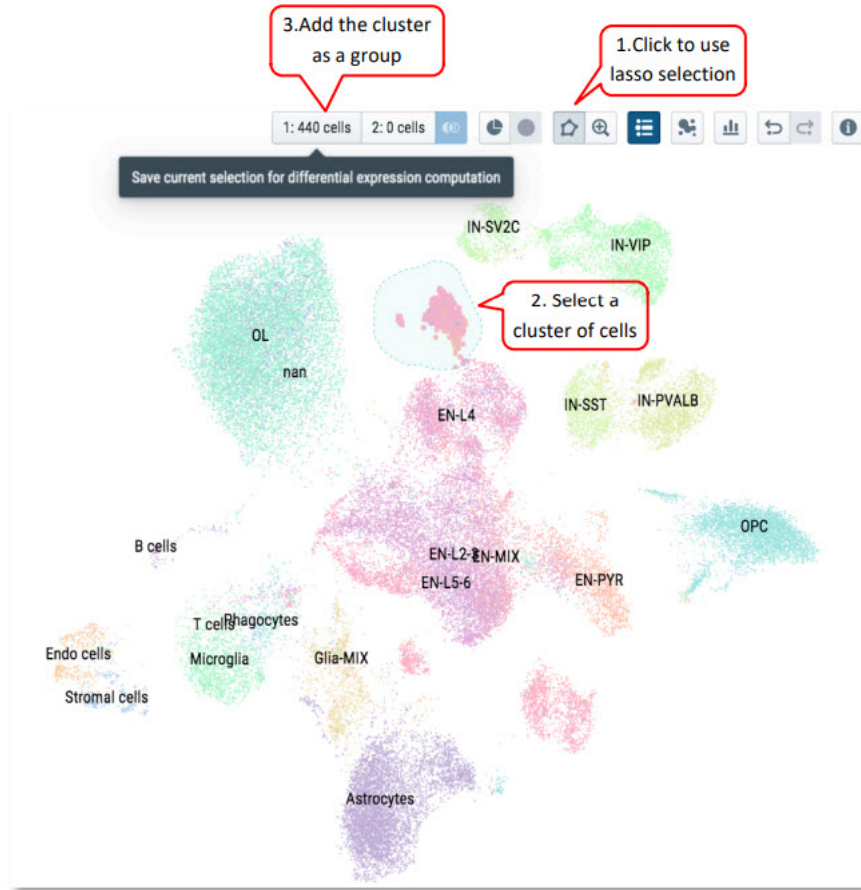 3.Add the cluster
as a group
1.Click to use
lasso selection
1: 440 cells
2: 0 cells
Save current selection for differential expression computation
IN-SV2C
IN-VIP
2. Select a
cluster of cells
OL
nan
EN-L4
IN-SST
IN-PVALB
OPC
B cells
EN-L2-3
EN-MIX
EN-L5-6
EN-PYR
T cells
Phagocytes
Endo cells
Microglia
Glia-MIX
Stromal cells
Astrocytes